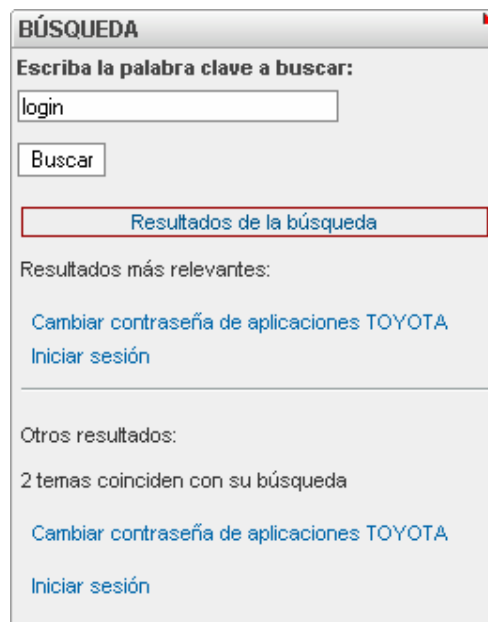 BÚSQUEDA
Escriba la palabra clave a buscar:
login
Buscar
Resultados de la búsqueda
Resultados más relevantes:
Cambiar contraseña de aplicaciones TOYOTA
Iniciar sesión
Otros resultados:
2 temas coinciden con su búsqueda
Cambiar contraseña de aplicaciones TOYOTA
Iniciar sesión